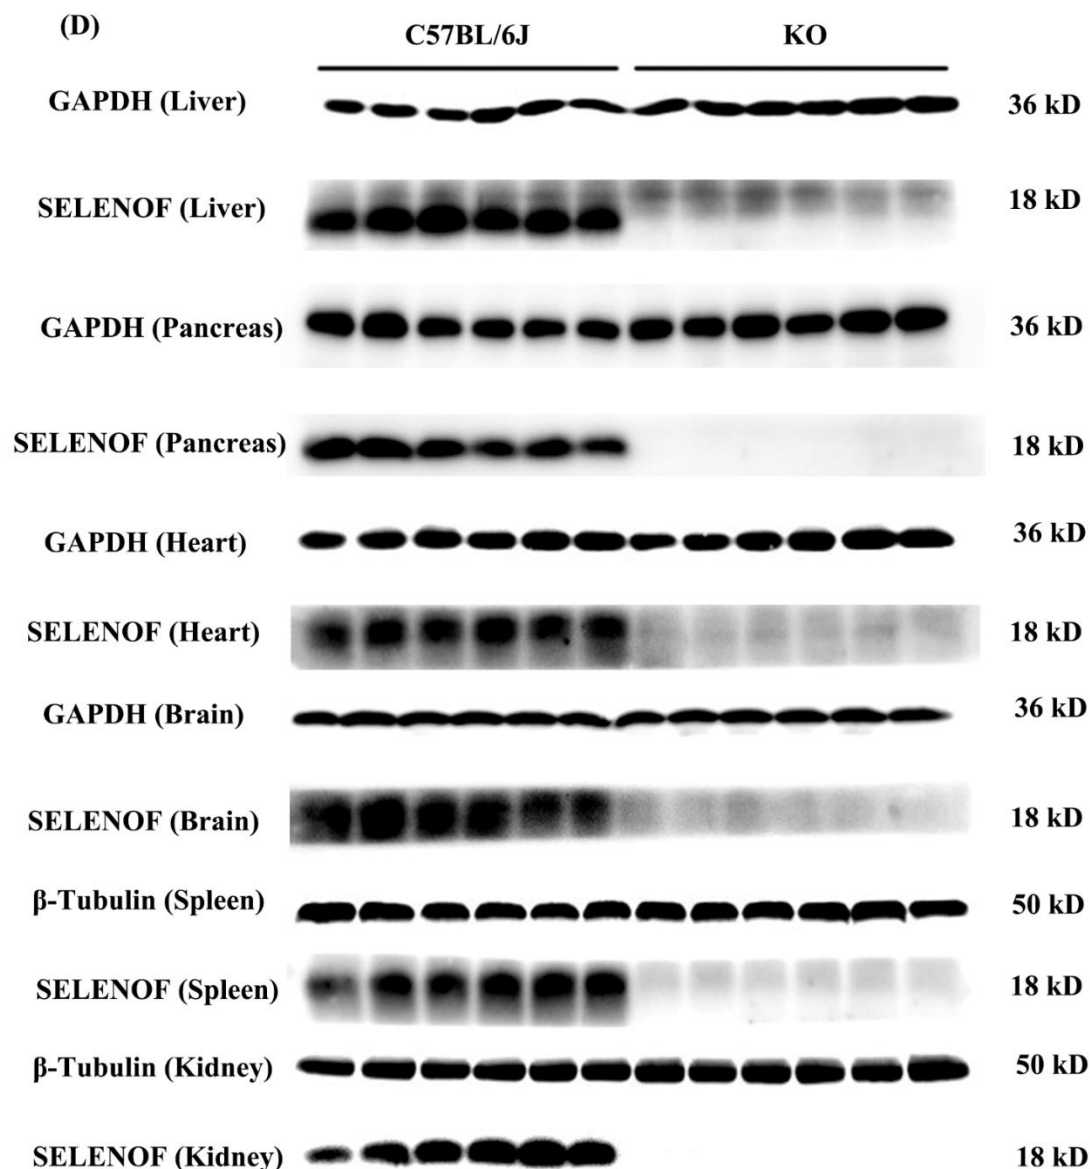 (D)
C57BL/6J KO
GAPDH (Liver) 36 kD
SELENOF (Liver) 18 kD
GAPDH (Pancreas) 36 kD
SELENOF (Pancreas) 18 kD
GAPDH (Heart) 36 kD
SELENOF (Heart) 18 kD
GAPDH (Brain) 36 kD
SELENOF (Brain) 18 kD
β-Tubulin (Spleen) 50 kD
SELENOF (Spleen) 18 kD
β-Tubulin (Kidney) 50 kD
SELENOF (Kidney) 18 kD